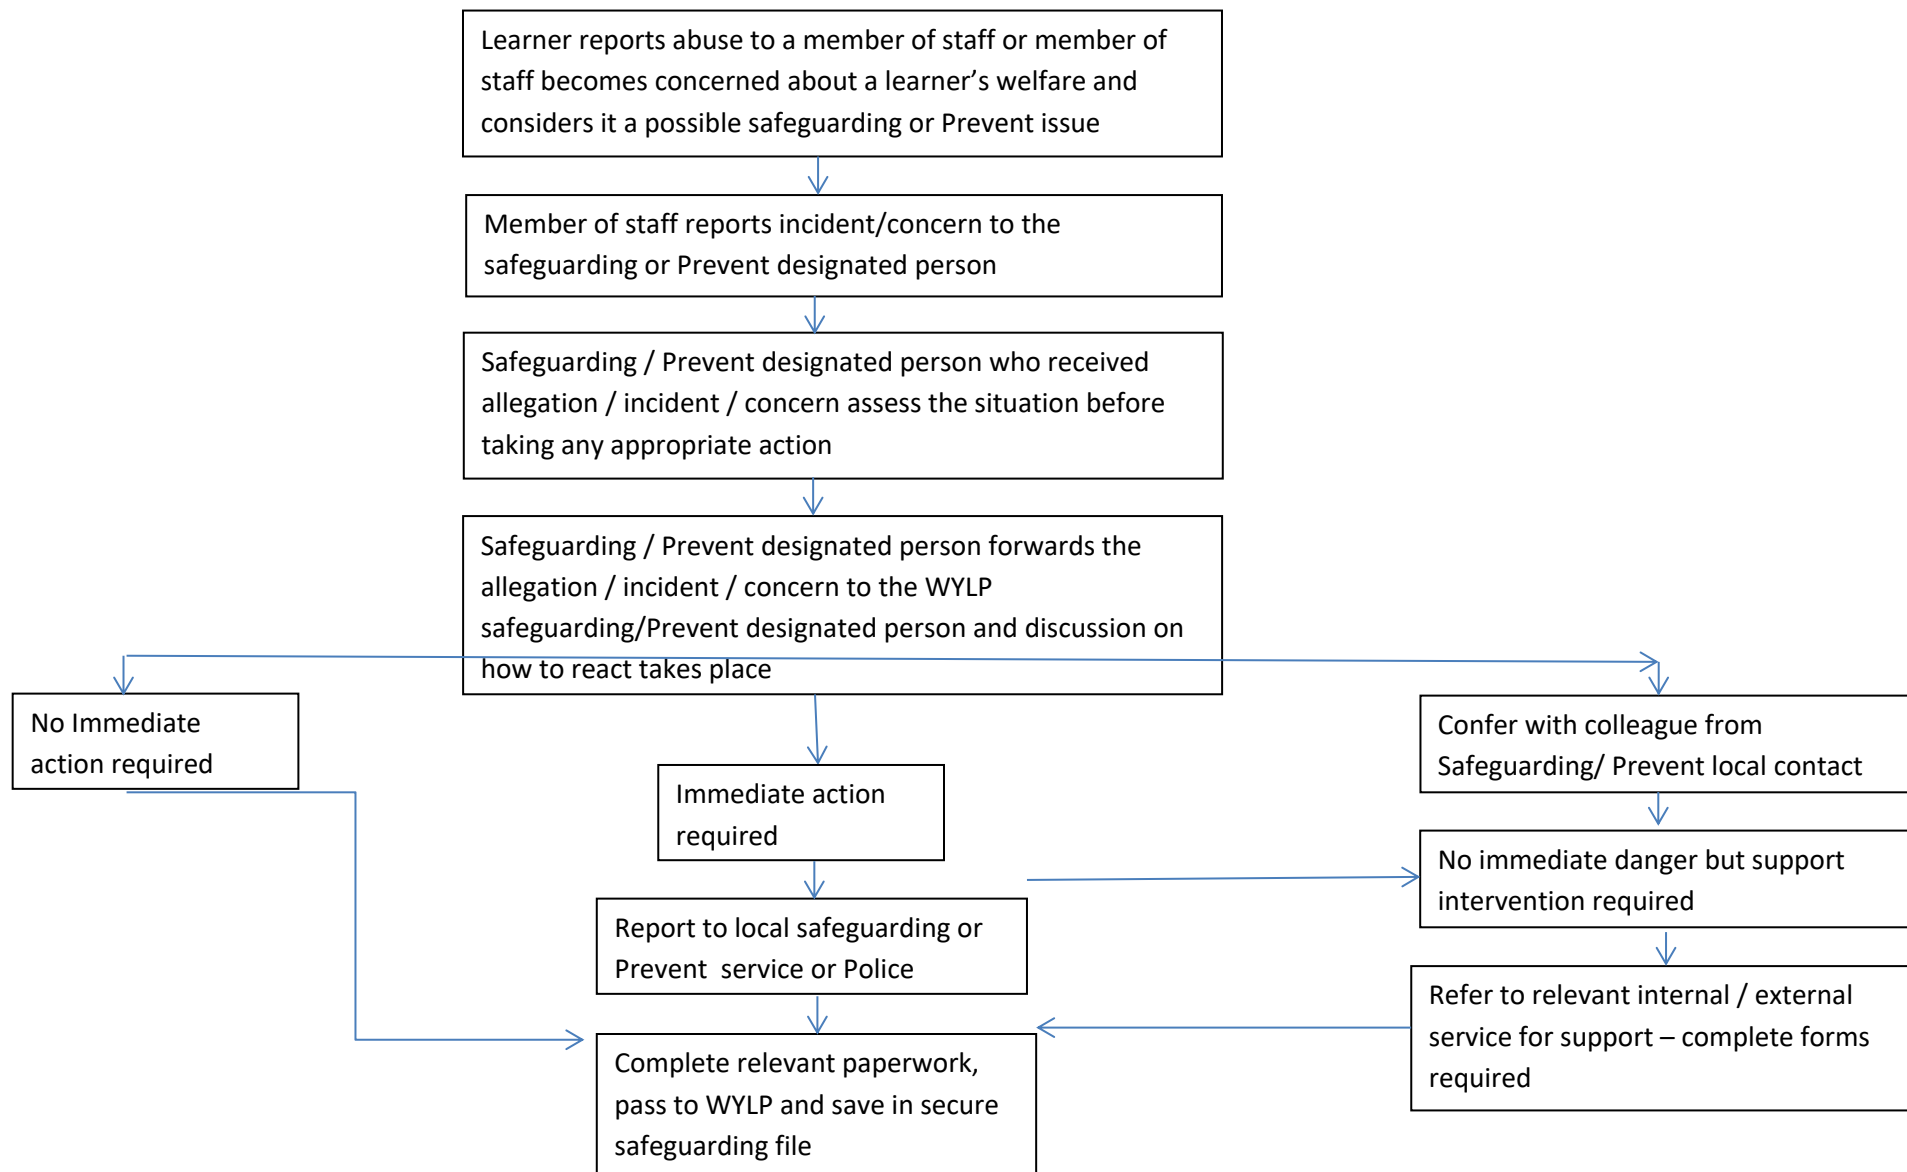 Learner reports abuse to a member of staff or member of
staff becomes concerned about a learner’s welfare and
considers it a possible safeguarding or Prevent issue
Member of staff reports incident/concern to the
safeguarding or Prevent designated person
Safeguarding / Prevent designated person who received
allegation / incident / concern assess the situation before
taking any appropriate action
Safeguarding / Prevent designated person forwards the
allegation / incident / concern to the WYLP
safeguarding/Prevent designated person and discussion on
how to react takes place
No Immediate
action required
Immediate action
required
Confer with colleague from
Safeguarding/ Prevent local contact
No immediate danger but support
intervention required
Report to local safeguarding or
Prevent  service or Police
Refer to relevant internal / external
service for support – complete forms
required
Complete relevant paperwork,
pass to WYLP and save in secure
safeguarding file